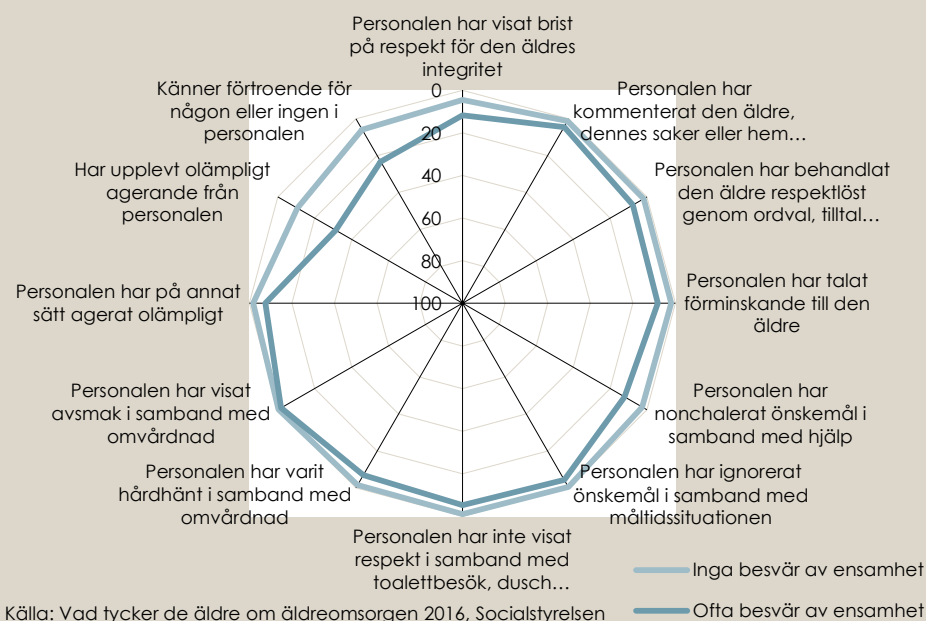 Personalen har visat brist
på respekt för den äldres
integritet
Personalen har
kommenterat den äldre,
dennes saker eller hem…
Personalen har behandlat
den äldre respektlöst
genom ordval, tilltal…
Personalen har talat
förminskande till den
äldre
Personalen har
nonchalerat önskemål i
samband med hjälp
Personalen har ignorerat
önskemål i samband med
måltidssituationen
Personalen har inte visat
respekt i samband med
toalettbesök, dusch…
Personalen har varit
hårdhänt i samband med
omvårdnad
Personalen har visat
avsmak i samband med
omvårdnad
Personalen har på annat
sätt agerat olämpligt
Har upplevt olämpligt
agerande från
personalen
Känner förtroende för
någon eller ingen i
personalen
0
20
40
60
80
100
Inga besvär av ensamhet
Ofta besvär av ensamhet
Källa: Vad tycker de äldre om äldreomsorgen 2016, Socialstyrelsen